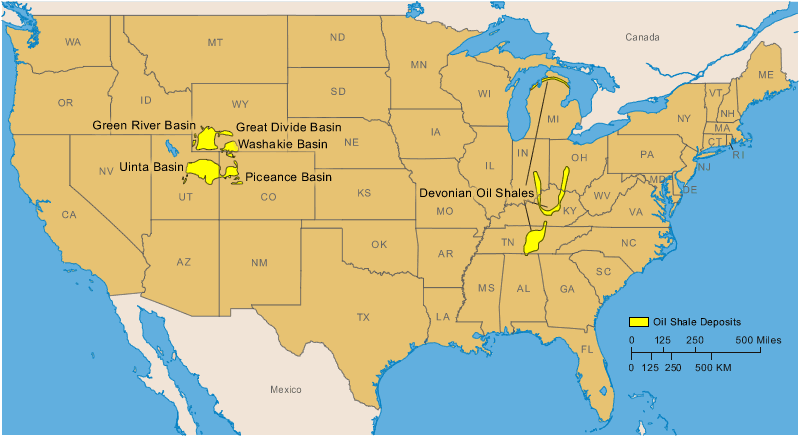 Canada
WA
MT
ND
MN
ME
OR
ID
WY
SD
WI
MI
VT
NH
NY
MA
CT
RI
Green River Basin
Great Divide Basin
Washakie Basin
NE
IA
PA
NJ
NV
Uinta Basin
Piceance Basin
IL
IN
OH
MD
DE
UT
CO
KS
MO
Devonian Oil Shales
KY
WV
VA
CA
AZ
NM
OK
AR
TN
NC
SC
MS
AL
GA
TX
LA
FL
Oil Shale Deposits
0 125 250 500 Miles
0 125 250 500 KM
Mexico